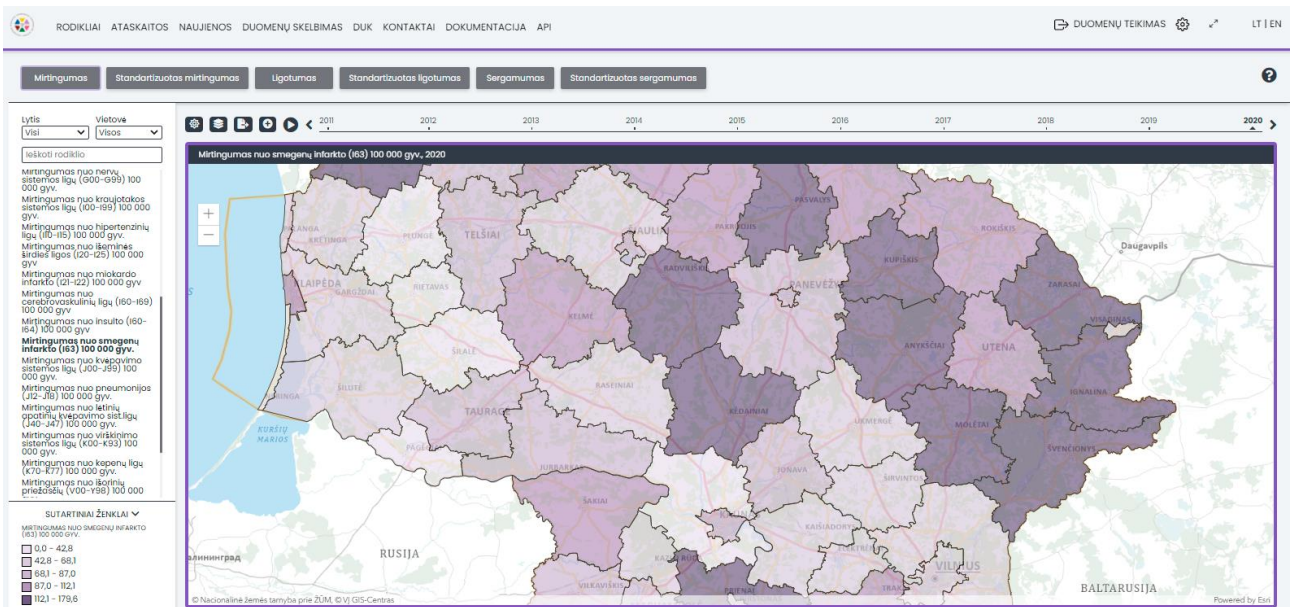 RODIKLIAI ATASKAITOS NAUJIENOS DUOMENŲ SKELBIMAS DUK KONTAKTAI DOKUMENTACIJA API
DUOMENŲ TEIKIMAS
LT | EN
Mirtingumas
Standartizuotas mirtingumas
Ligotumas
Standartizuotas ligotumas
Sergamumas
Standartizuotas sergamumas
Lytis
Vietovė
Visi
Visos
Ieškoti rodiklio
2011 2012 2013 2014 2015 2016 2017 2018 2019 2020
Mirtingumas nuo nervų
sistemos ligų (G00-G99) 100
000 gyv.
Mirtingumas nuo kraujotakos
sistemos ligų (I00-I99) 100 000
gyv.
Mirtingumas nuo hipertenzinių
ligų (I10-I15) 100 000 gyv.
Mirtingumas nuo išeminės
širdies ligos (I20-I25) 100 000
gyv
Mirtingumas nuo miokardo
infarkto (I21-I22) 100 000 gyv
Mirtingumas nuo
cerebrovaskulinių ligų (I60-I69)
100 000 gyv
Mirtingumas nuo insulto (I60-
I64) 100 000 gyv
Mirtingumas nuo smegenų
infarkto (I63) 100 000 gyv.
Mirtingumas nuo kvėpavimo
sistemos ligų (J00-J99) 100
000 gyv.
Mirtingumas nuo pneumonijos
(J12-J18) 100 000 gyv.
Mirtingumas nuo lėtinių
apatinių kvėpavimo sist.ligų
(J40-J47) 100 000 gyv.
Mirtingumas nuo virškinimo
sistemos ligų (K00-K93) 100
000 gyv.
Mirtingumas nuo kepenų ligų
(K70-K77) 100 000 gyv.
Mirtingumas nuo išorinių
priežasčių (V00-Y98) 100 000
SUTARTINIAI ŽENKLAI
MIRTINGUMAS NUO SMEGENŲ INFARKTO
(I63) 100 000 GYV.
0,0 - 42,8
42,8 - 68,1
68,1 - 87,0
87,0 - 112,1
112,1 - 179,6
Mirtingumas nuo smegenų infarkto (I63) 100 000 gyv., 2020
+
−
PASVALYS
PALANGA
KRETINGA
PLUNGĖ
TELŠIAI
ŠIAULIAI
PAKRUOJIS
ROKIŠKIS
Daugavpils
KUPIŠKIS
RADVILIŠKIS
KLAIPĖDA
GARGŽDAI
RIETAVAS
PANEVĖŽYS
ZARASAI
VISAGINAS
KELMĖ
ANYKŠČIAI
UTENA
ŠILALĖ
IGNALINA
RASEINIAI
ŠILUTĖ
NERINGA
TAURAGĖ
KĖDAINIAI
UKMERGĖ
MOLĖTAI
KURŠIŲ
MARIOS
ŠVENČIONYS
PAGĖGIAI
JURBARKAS
JONAVA
ŠIRVINTOS
ŠAKIAI
KAUNAS
KAIŠIADORYS
ELEKTRĖNAI
RUSIJA
VILNIUS
VILKAVIŠKIS
PRIENAI
TRAKAI
BALTARUSIJA
© Nacionalinė žemės tarnyba prie ŽŪM, © VĮ GIS-Centras
Powered by Esri